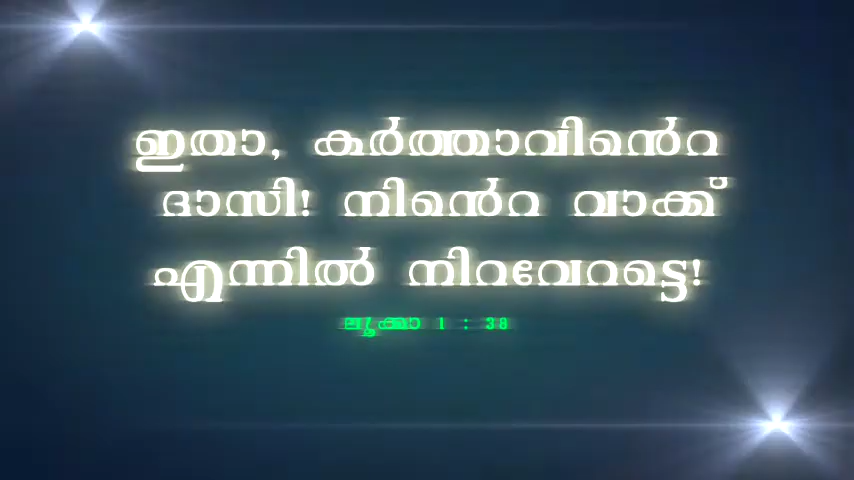 ഇതാ, കർത്താവിൻെറ
ദാസി! നിൻെറ വാക്ക്
എന്നിൽ നിറവേറട്ടെ!
ലൂക്കാ 1 : 38